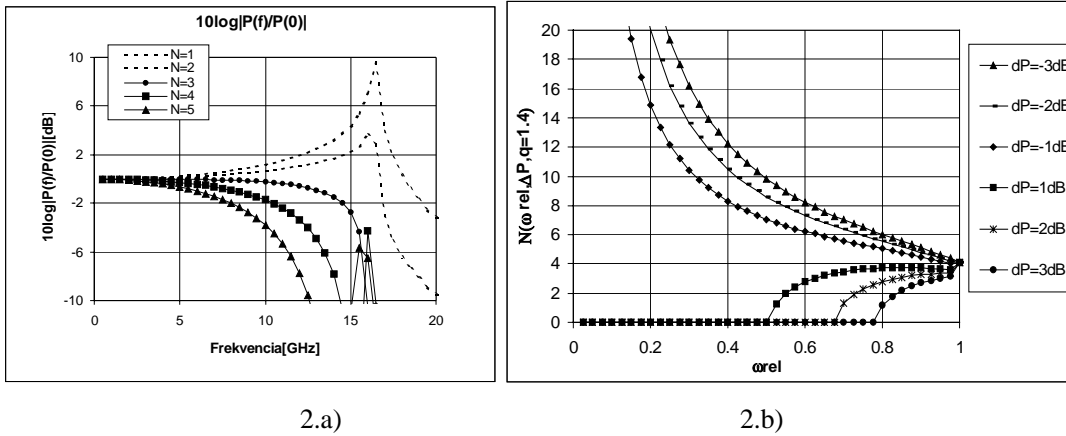 10log|P(f)/P(0)|
10log|P(f)/P(0)|[dB]
10
6
2
-2
-6
-10
N=1
N=2
N=3
N=4
N=5
0
5
10
15
20
Frekvencia[GHz]
N(ωrel,ΔP,q=1.4)
20
18
16
14
12
10
8
6
4
2
0
0
0.2
0.4
0.6
0.8
1
ωrel
dP=-3dB
dP=-2dB
dP=-1dB
dP=1dB
dP=2dB
dP=3dB
2.a)
2.b)